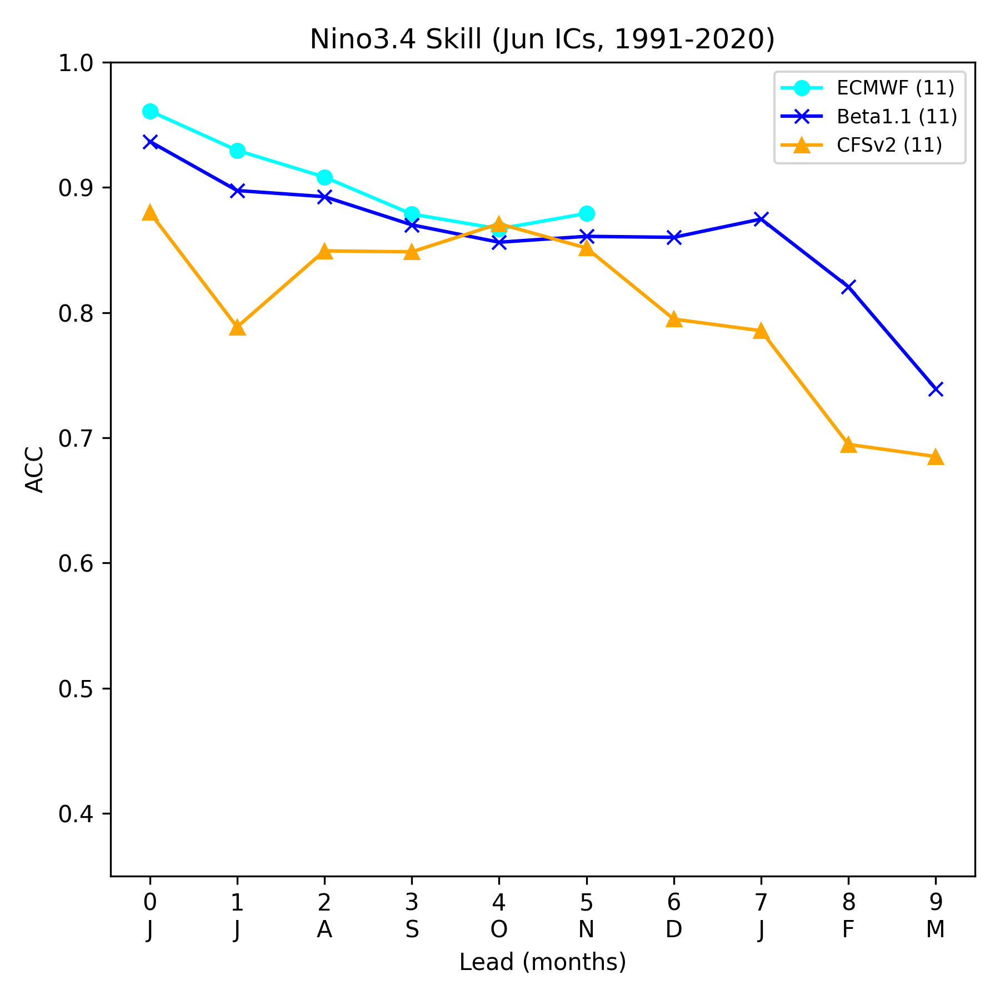 Nino3.4 Skill (Jun ICs, 1991-2020)
ECMWF (11)
Beta1.1 (11)
CFSv2 (11)
ACC
1.0
0.9
0.8
0.7
0.6
0.5
0.4
0 1 2 3 4 5 6 7 8 9
J J A S O N D J F M
Lead (months)